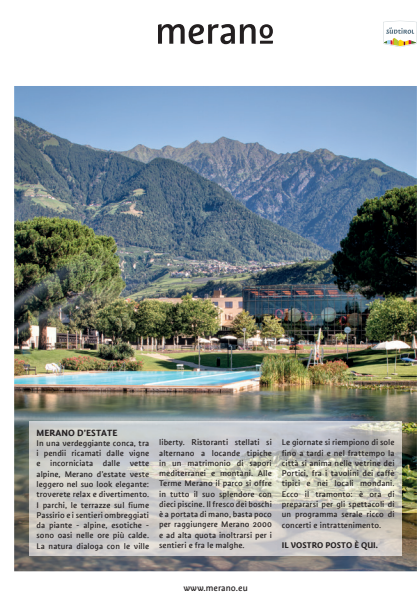 merano
SÜDTIROL
MERANO D'ESTATE
In una verdeggiante conca, tra
i pendii ricamati dalle vigne
e incorniciata dalle vette
alpine, Merano d'estate veste
leggero nel suo look elegante:
troverete relax e divertimento.
I parchi, le terrazze sul fiume
Passirio e i sentieri ombreggiati
da piante - alpine, esotiche -
sono oasi nelle ore più calde.
La natura dialoga con le ville
liberty. Ristoranti stellati si
alternano a locande tipiche
in un matrimonio di sapori
mediterranei e montani. Alle
Terme Merano il parco si offre
in tutto il suo splendore con
dieci piscine. Il fresco dei boschi
è a portata di mano, basta poco
per raggiungere Merano 2000
e ad alta quota inoltrarsi per i
sentieri e fra le malghe.
Le giornate si riempiono di sole
fino a tardi e nel frattempo la
città si anima nelle vetrine dei
Portici, fra i tavolini dei caffè
tipici e nei locali mondani.
Ecco il tramonto: è ora di
prepararsi per gli spettacoli di
un programma serale ricco di
concerti e intrattenimento.
IL VOSTRO POSTO È QUI.
www.merano.eu